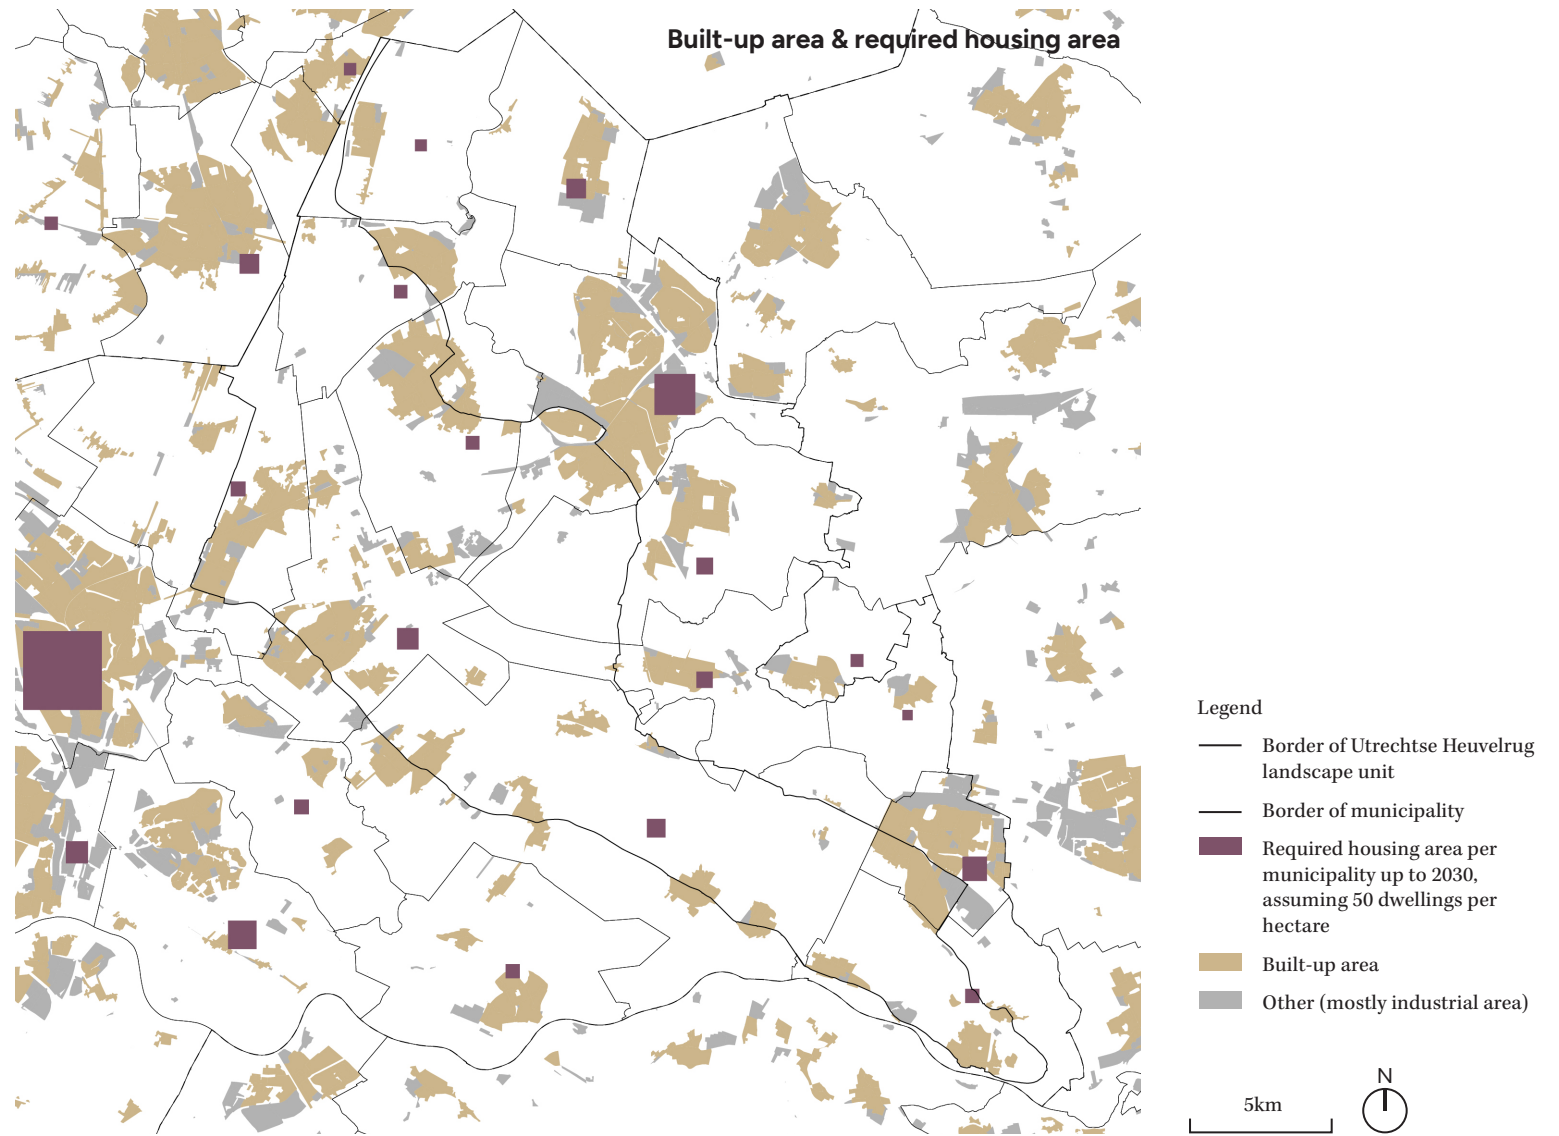 Built-up area & required housing area
Legend
Border of Utrechtse Heuvelrug
landscape unit
Border of municipality
Required housing area per
municipality up to 2030,
assuming 50 dwellings per
hectare
Built-up area
Other (mostly industrial area)
N
5km